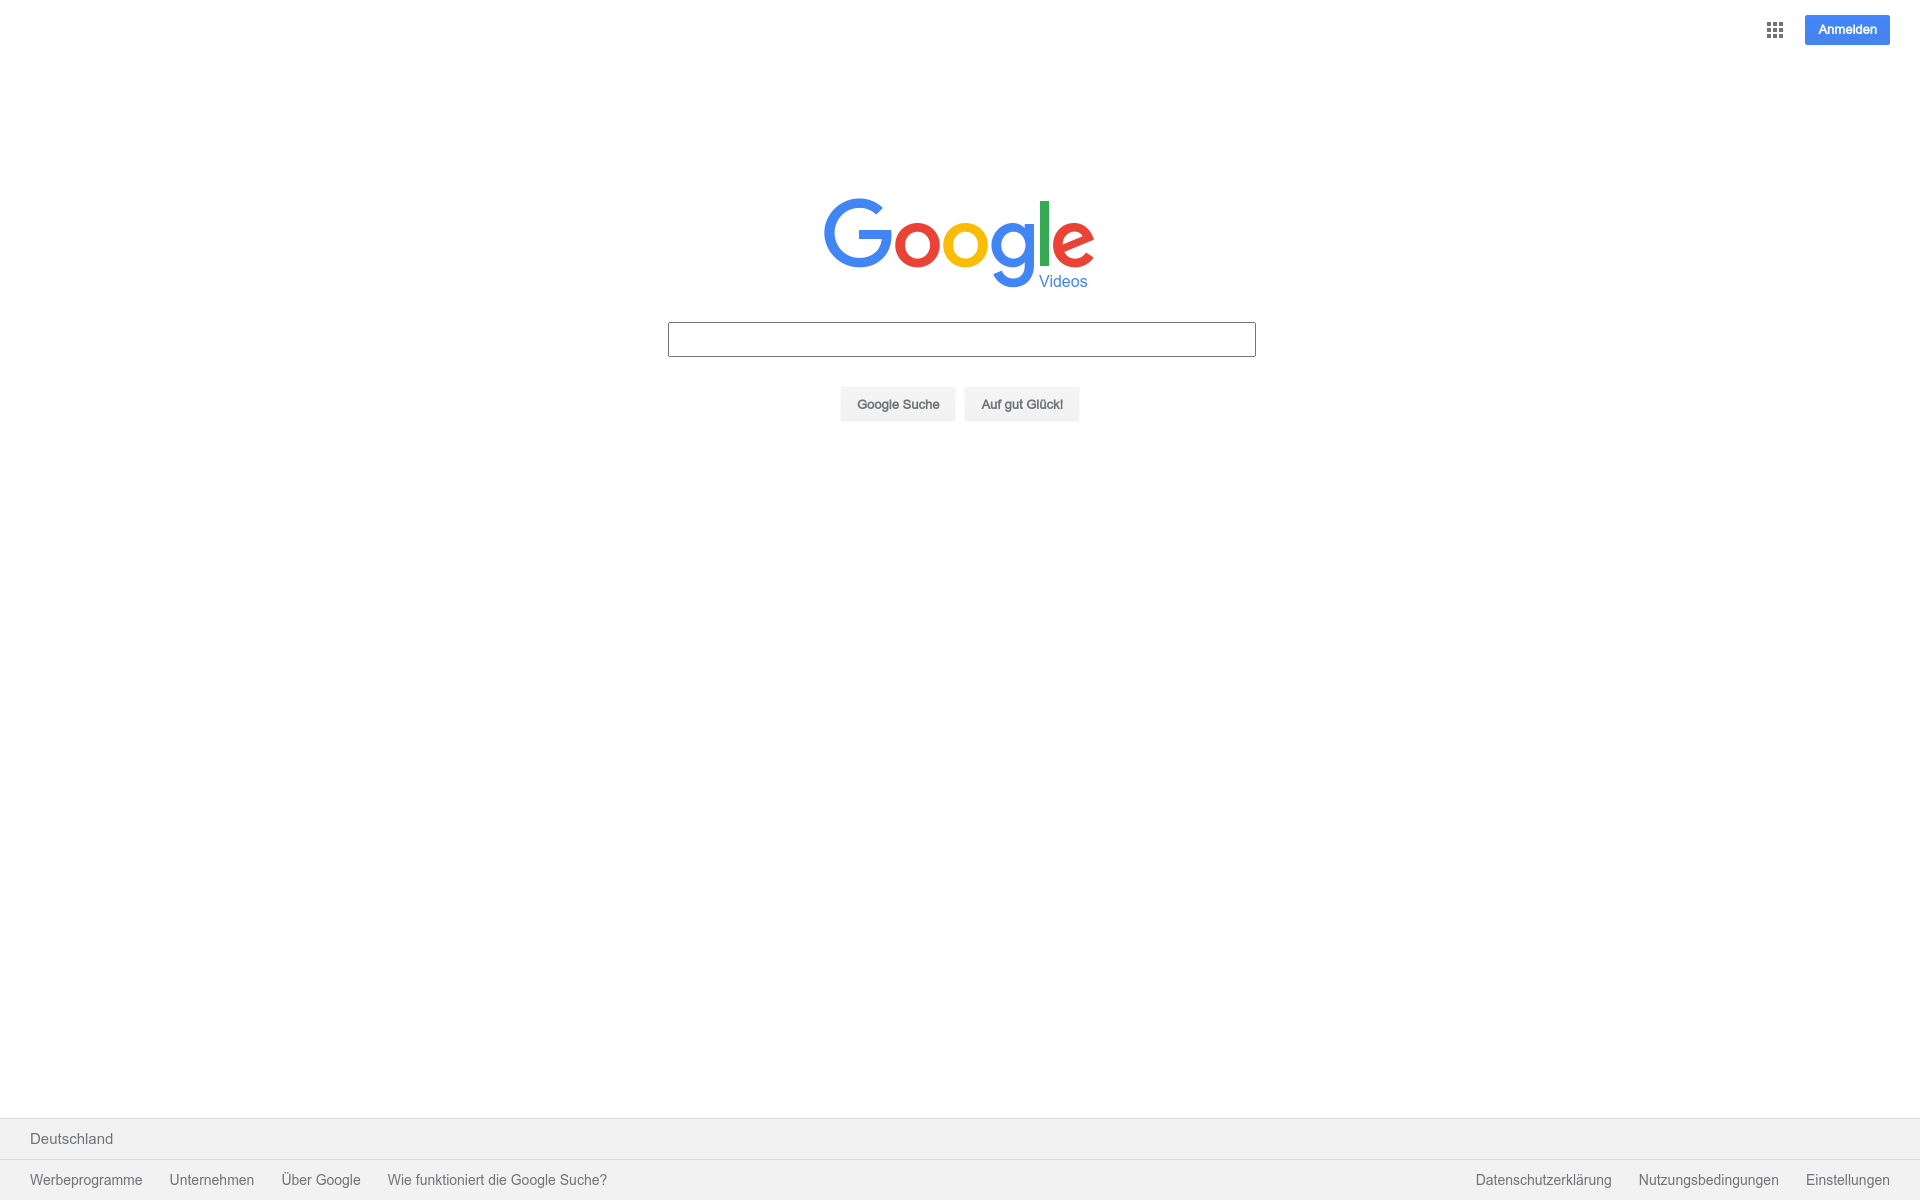 Anmelden
Google
Videos
Google Suche
Auf gut Glück!
Deutschland
Werbeprogramme
Unternehmen
Über Google
Wie funktioniert die Google Suche?
Datenschutzerklärung
Nutzungsbedingungen
Einstellungen